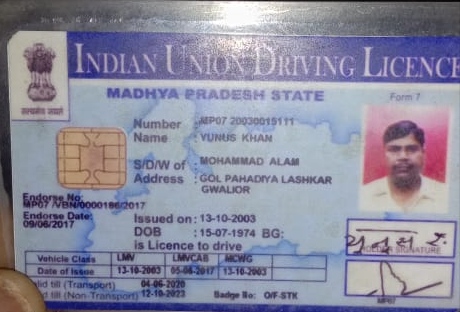 INDIAN UNION DRIVING LICENCE
MADHYA PRADESH STATE
Form 7
Number : MP07 20030015111
Name : YUNUS KHAN
S/D/W of : MOHAMMAD ALAM
Address : GOL PAHADIYA LASHKAR
GWALIOR
Endorse No:
MP07 /VBN/0000186/2017
Endorse Date:
09/06/2017
Issued on : 13-10-2003
DOB : 15-07-1974 BG:
is Licence to drive
HOLDER SIGNATURE
Vehicle Class LMV LMVCAB MCWG
Date of Issue 13-10-2003 05-06-2017 13-10-2003
lid till (Transport) 04-06-2020
id till (Non-Transport) 12-10-2023 Badge No: O/F-STK
MP07